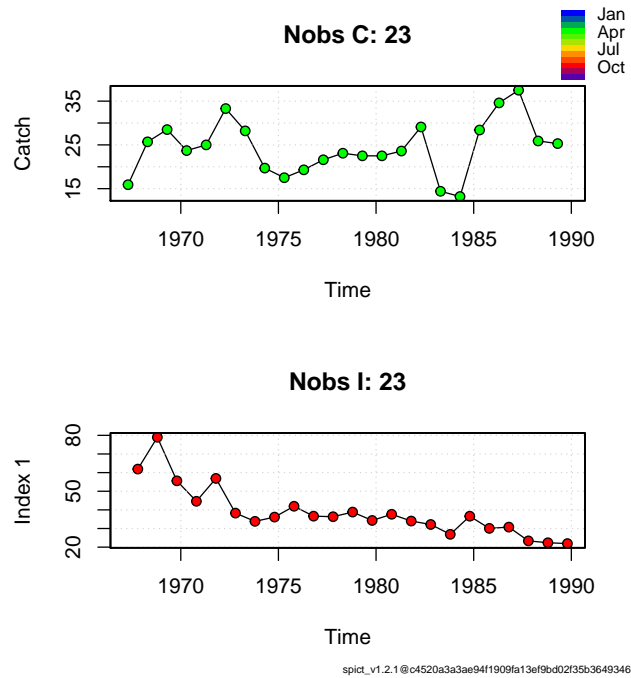 Nobs C: 23
Jan
Apr
Jul
Oct
Catch
35
25
15
1970 1975 1980 1985 1990
Time
Nobs I: 23
Index 1
80
50
20
1970 1975 1980 1985 1990
Time
spict_v1.2.1@c4520a3a3ae94f1909fa13ef9bd02f35b3649346